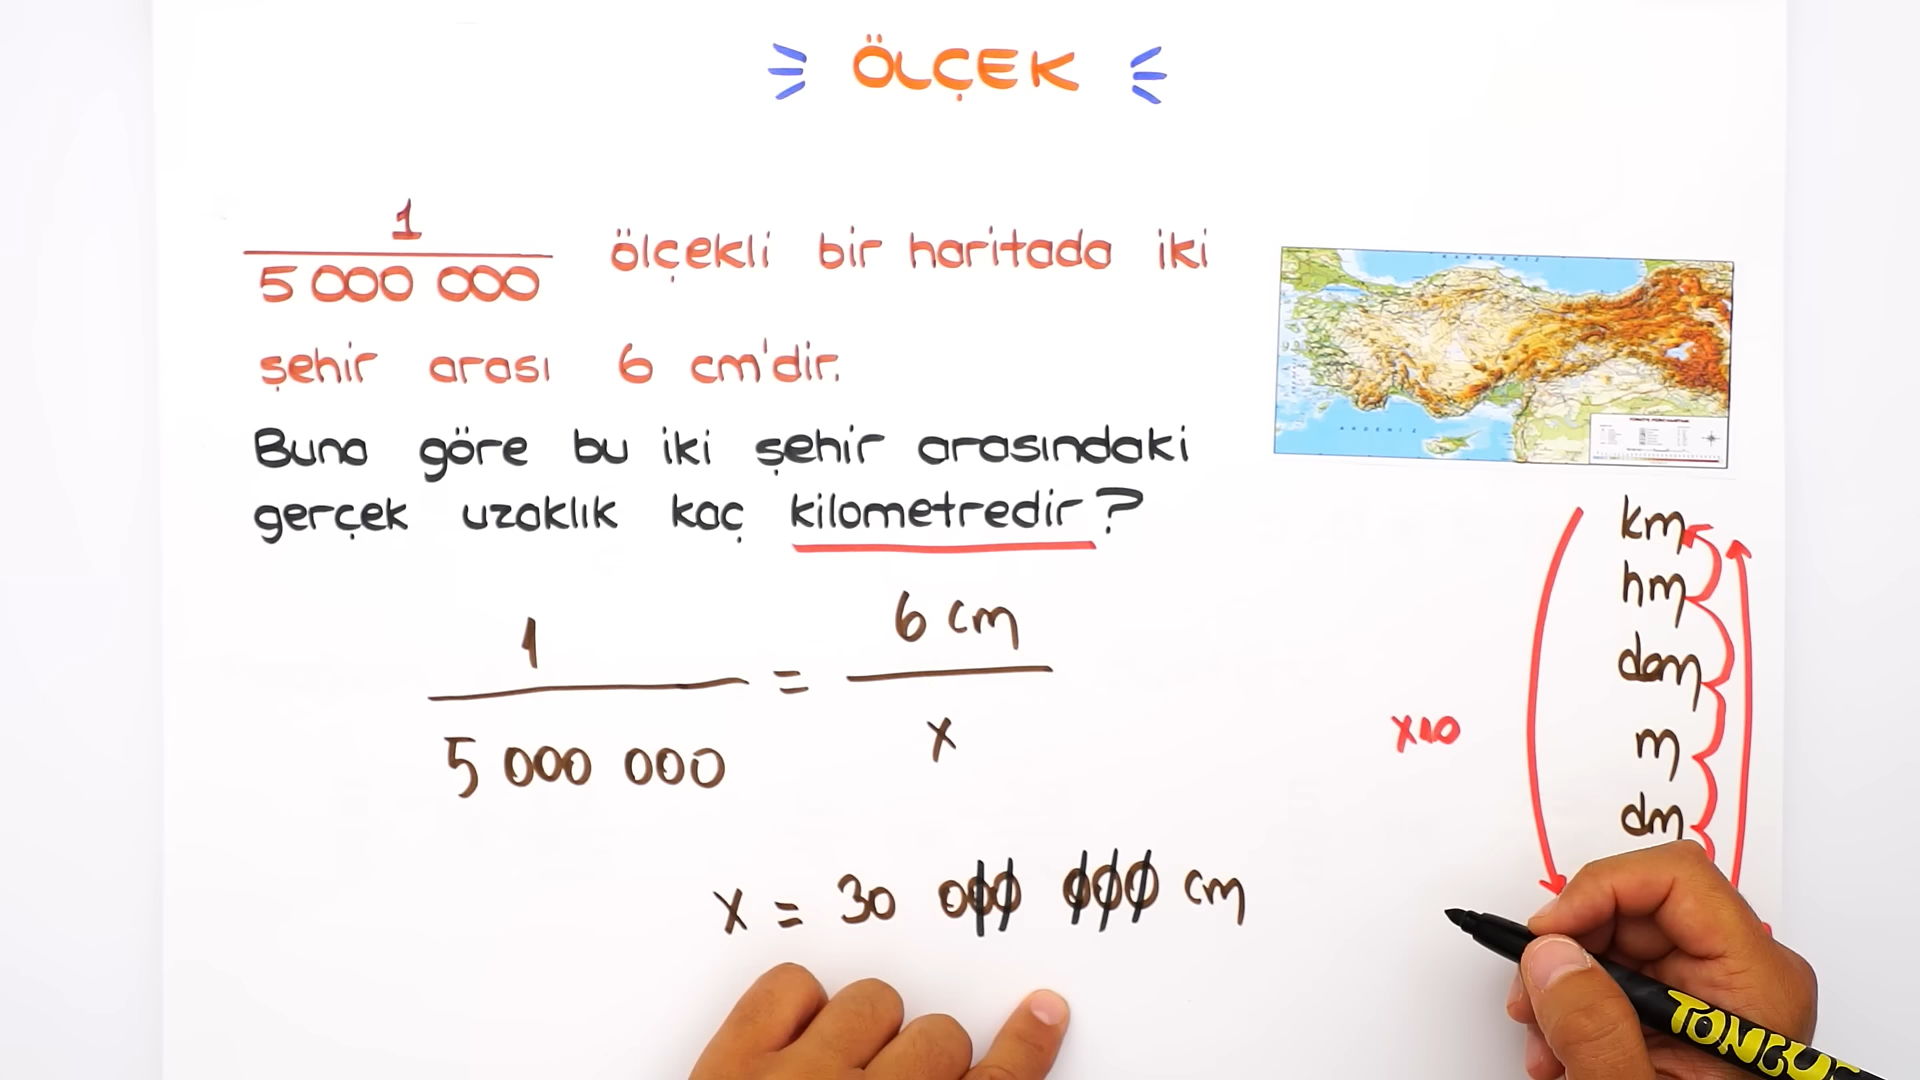 ÖLÇEK
1
5 000 000
ölçekli bir haritada iki
şehir arası 6 cm'dir.
Buna göre bu iki şehir arasındaki
gerçek uzaklık kaç kilometredir?
1
5 000 000
=
6 cm
x
x = 30 000 000 cm
km
hm
dam
m
dm
x10
KARADENİZ
AKDENİZ